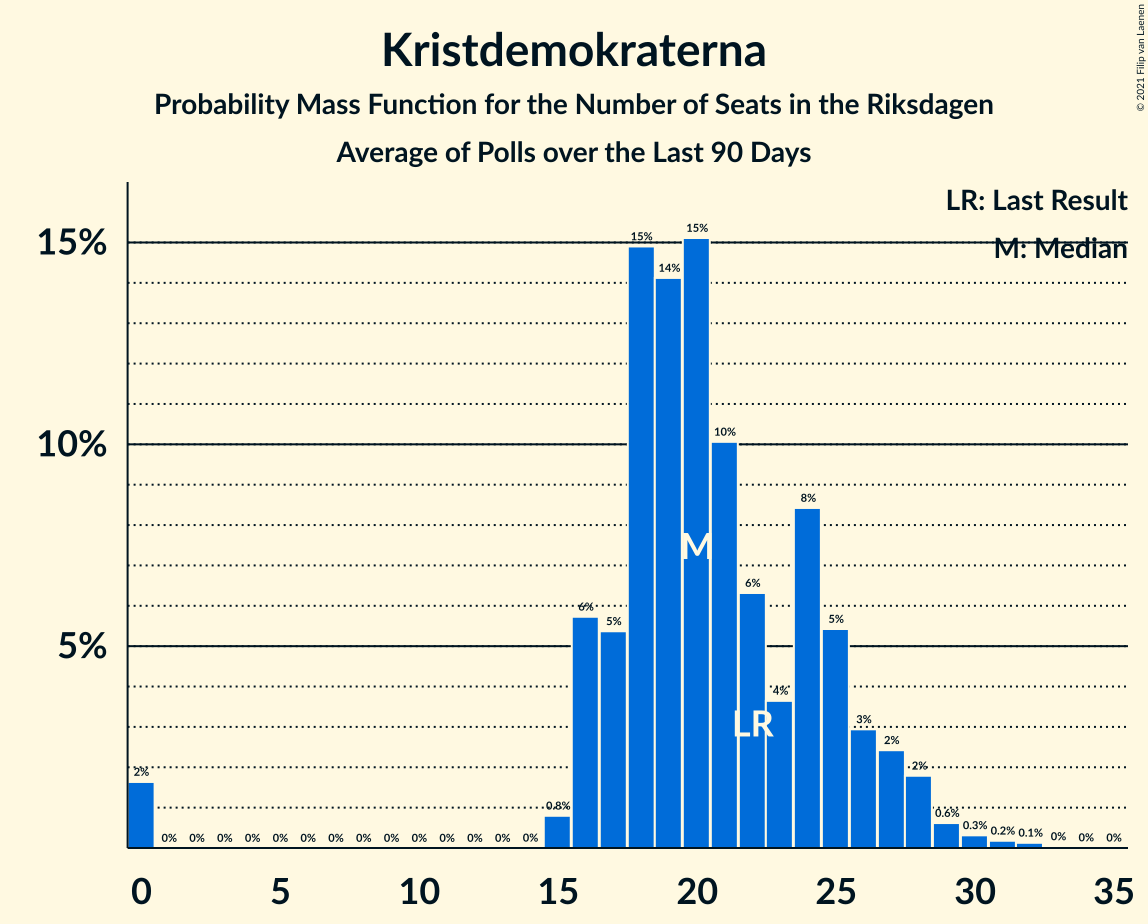 Kristdemokraterna
Probability Mass Function for the Number of Seats in the Riksdagen
Average of Polls over the Last 90 Days
© 2021 Filip van Laenen
LR: Last Result
M: Median
15%
10%
5%
2% 0% 0% 0% 0% 0% 0% 0% 0% 0% 0% 0% 0% 0% 0% 0.8% 6% 5% 15% 14% 15% 10% 6% 4% 8% 5% 3% 2% 2% 0.6% 0.3% 0.2% 0.1% 0% 0% 0%
M
LR
0 5 10 15 20 25 30 35